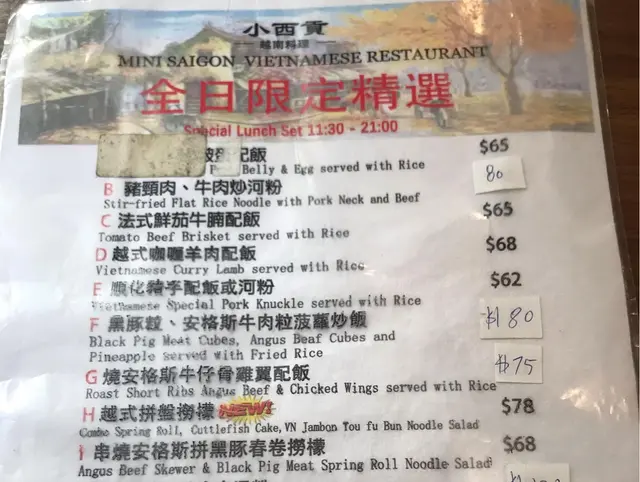 小西貢
越南料理
MINI SAIGON VIETNAMESE RESTAURANT
全日限定精選
Special Lunch Set 11:30 - 21:00
配飯 $65
Belly & Egg served with Rice
B 豬頸肉、牛肉炒河粉 80
Stir-fried Flat Rice Noodle with Pork Neck and Beef
C 法式鮮茄牛腩配飯 $65
Tomato Beef Brisket served with Rice
D 越式咖喱羊肉配飯 $68
Vietnamese Curry Lamb served with Rice
E 順化豬手配飯或河粉 $62
Vietnamese Special Pork Knuckle served with Rice
F 黑豚粒、安格斯牛肉粒菠蘿炒飯 $80
Black Pig Meat Cubes, Angus Beaf Cubes and
Pineapple served with Fried Rice
G 燒安格斯牛仔骨雞翼配飯 $75
Roast Short Ribs Angus Beef & Chicked Wings served with Rice
H 越式拼盤撈檬 NEW! $78
Combo Spring Roll, Cuttlefish Cake,VN Jambon Tou fu Bun Noodle Salad
I 串燒安格斯拼黑豚春卷撈檬 $68
Angus Beef Skewer & Black Pig Meat Spring Roll Noodle Salad